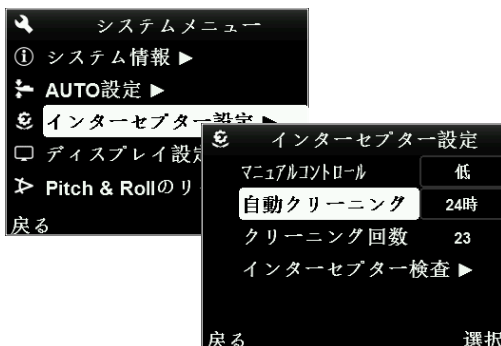 システムメニュー
システム情報 ▶
AUTO設定 ▶
インターセプター設定 ▶
ディスプレイ設
Pitch & Rollのリ
戻る
インターセプター設定
マニュアルコントロール 低
自動クリーニング 24時
クリーニング回数 23
インターセプター検査 ▶
戻る 選択